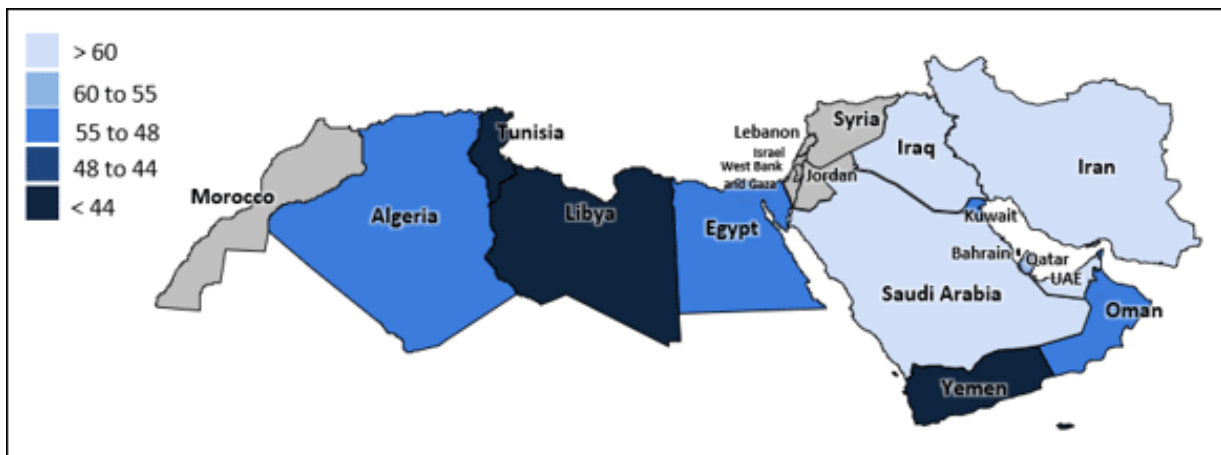 > 60
60 to 55
55 to 48
48 to 44
< 44
Morocco
Algeria
Tunisia
Libya
Egypt
Lebanon
Israel
West Bank
and Gaza
Syria
Jordan
Iraq
Iran
Kuwait
Bahrain
Qatar
UAE
Saudi Arabia
Oman
Yemen